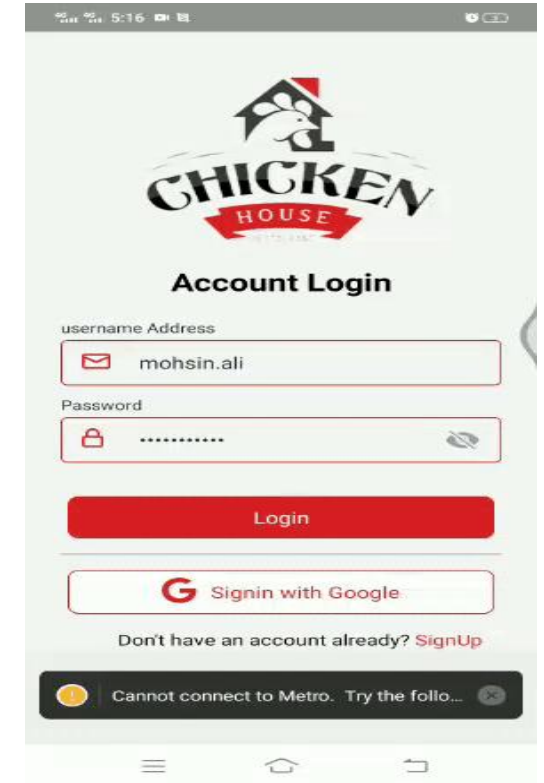 5:16
CHICKEN
HOUSE
Account Login
username Address
mohsin.ali
Password
...........
Login
G Signin with Google
Don't have an account already? SignUp
! Cannot connect to Metro. Try the follo...